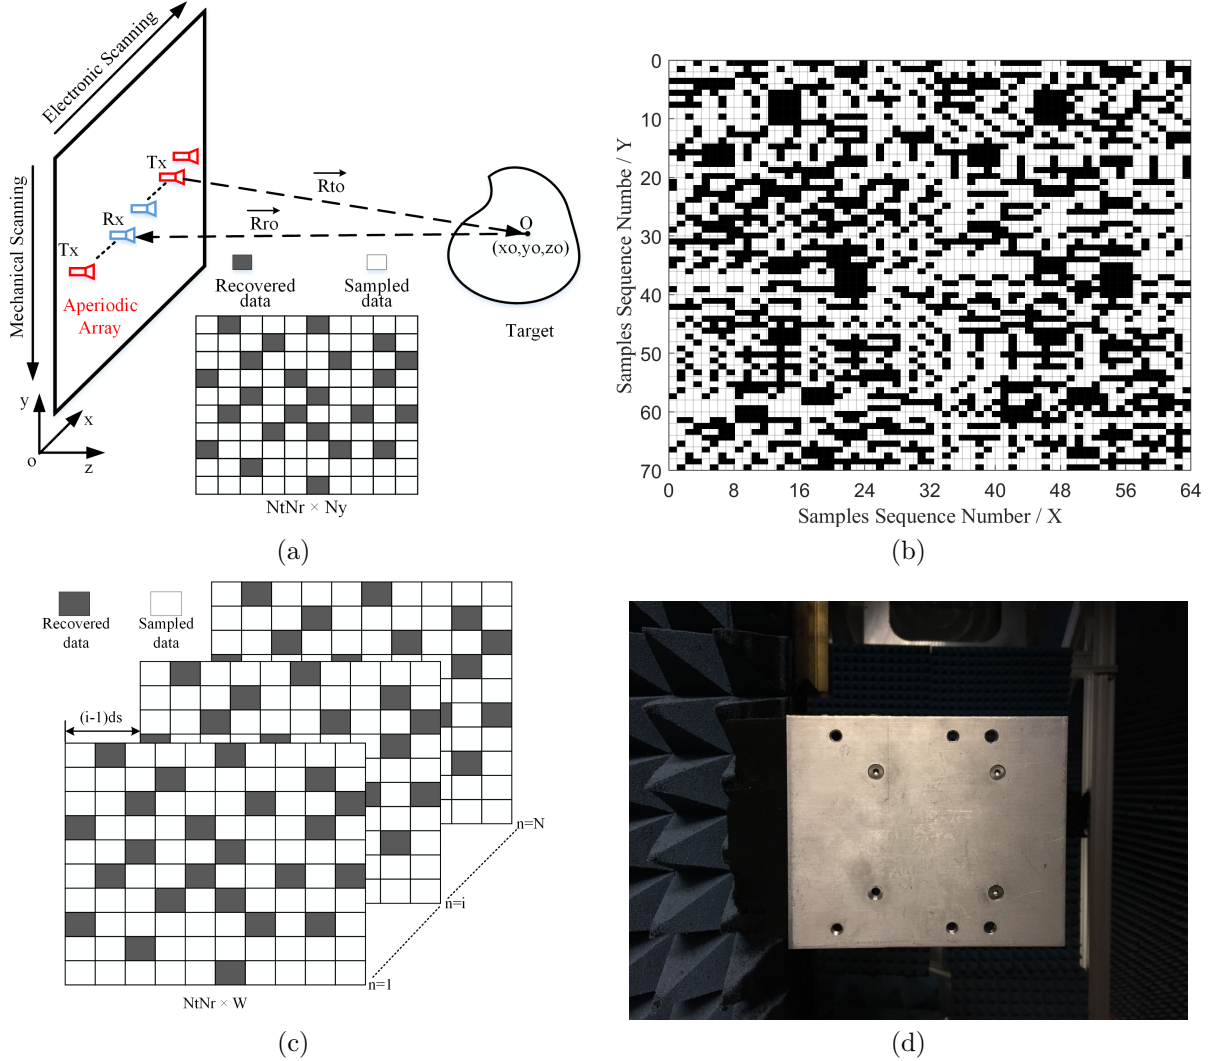 Electronic Scanning
Mechanical Scanning
Tx
Rx
Tx
Rto
Rro
O
(xo,yo,zo)
Target
Aperiodic
Array
Recovered
data
Sampled
data
y
x
o
z
NtNr × Ny
(a)
0
10
20
30
40
50
60
70
Samples Sequence Numbe / Y
0 8 16 24 32 40 48 56 64
Samples Sequence Number / X
(b)
Recovered
data
Sampled
data
(i-1)ds
n=N
n=i
n=1
NtNr × W
(c)
(d)